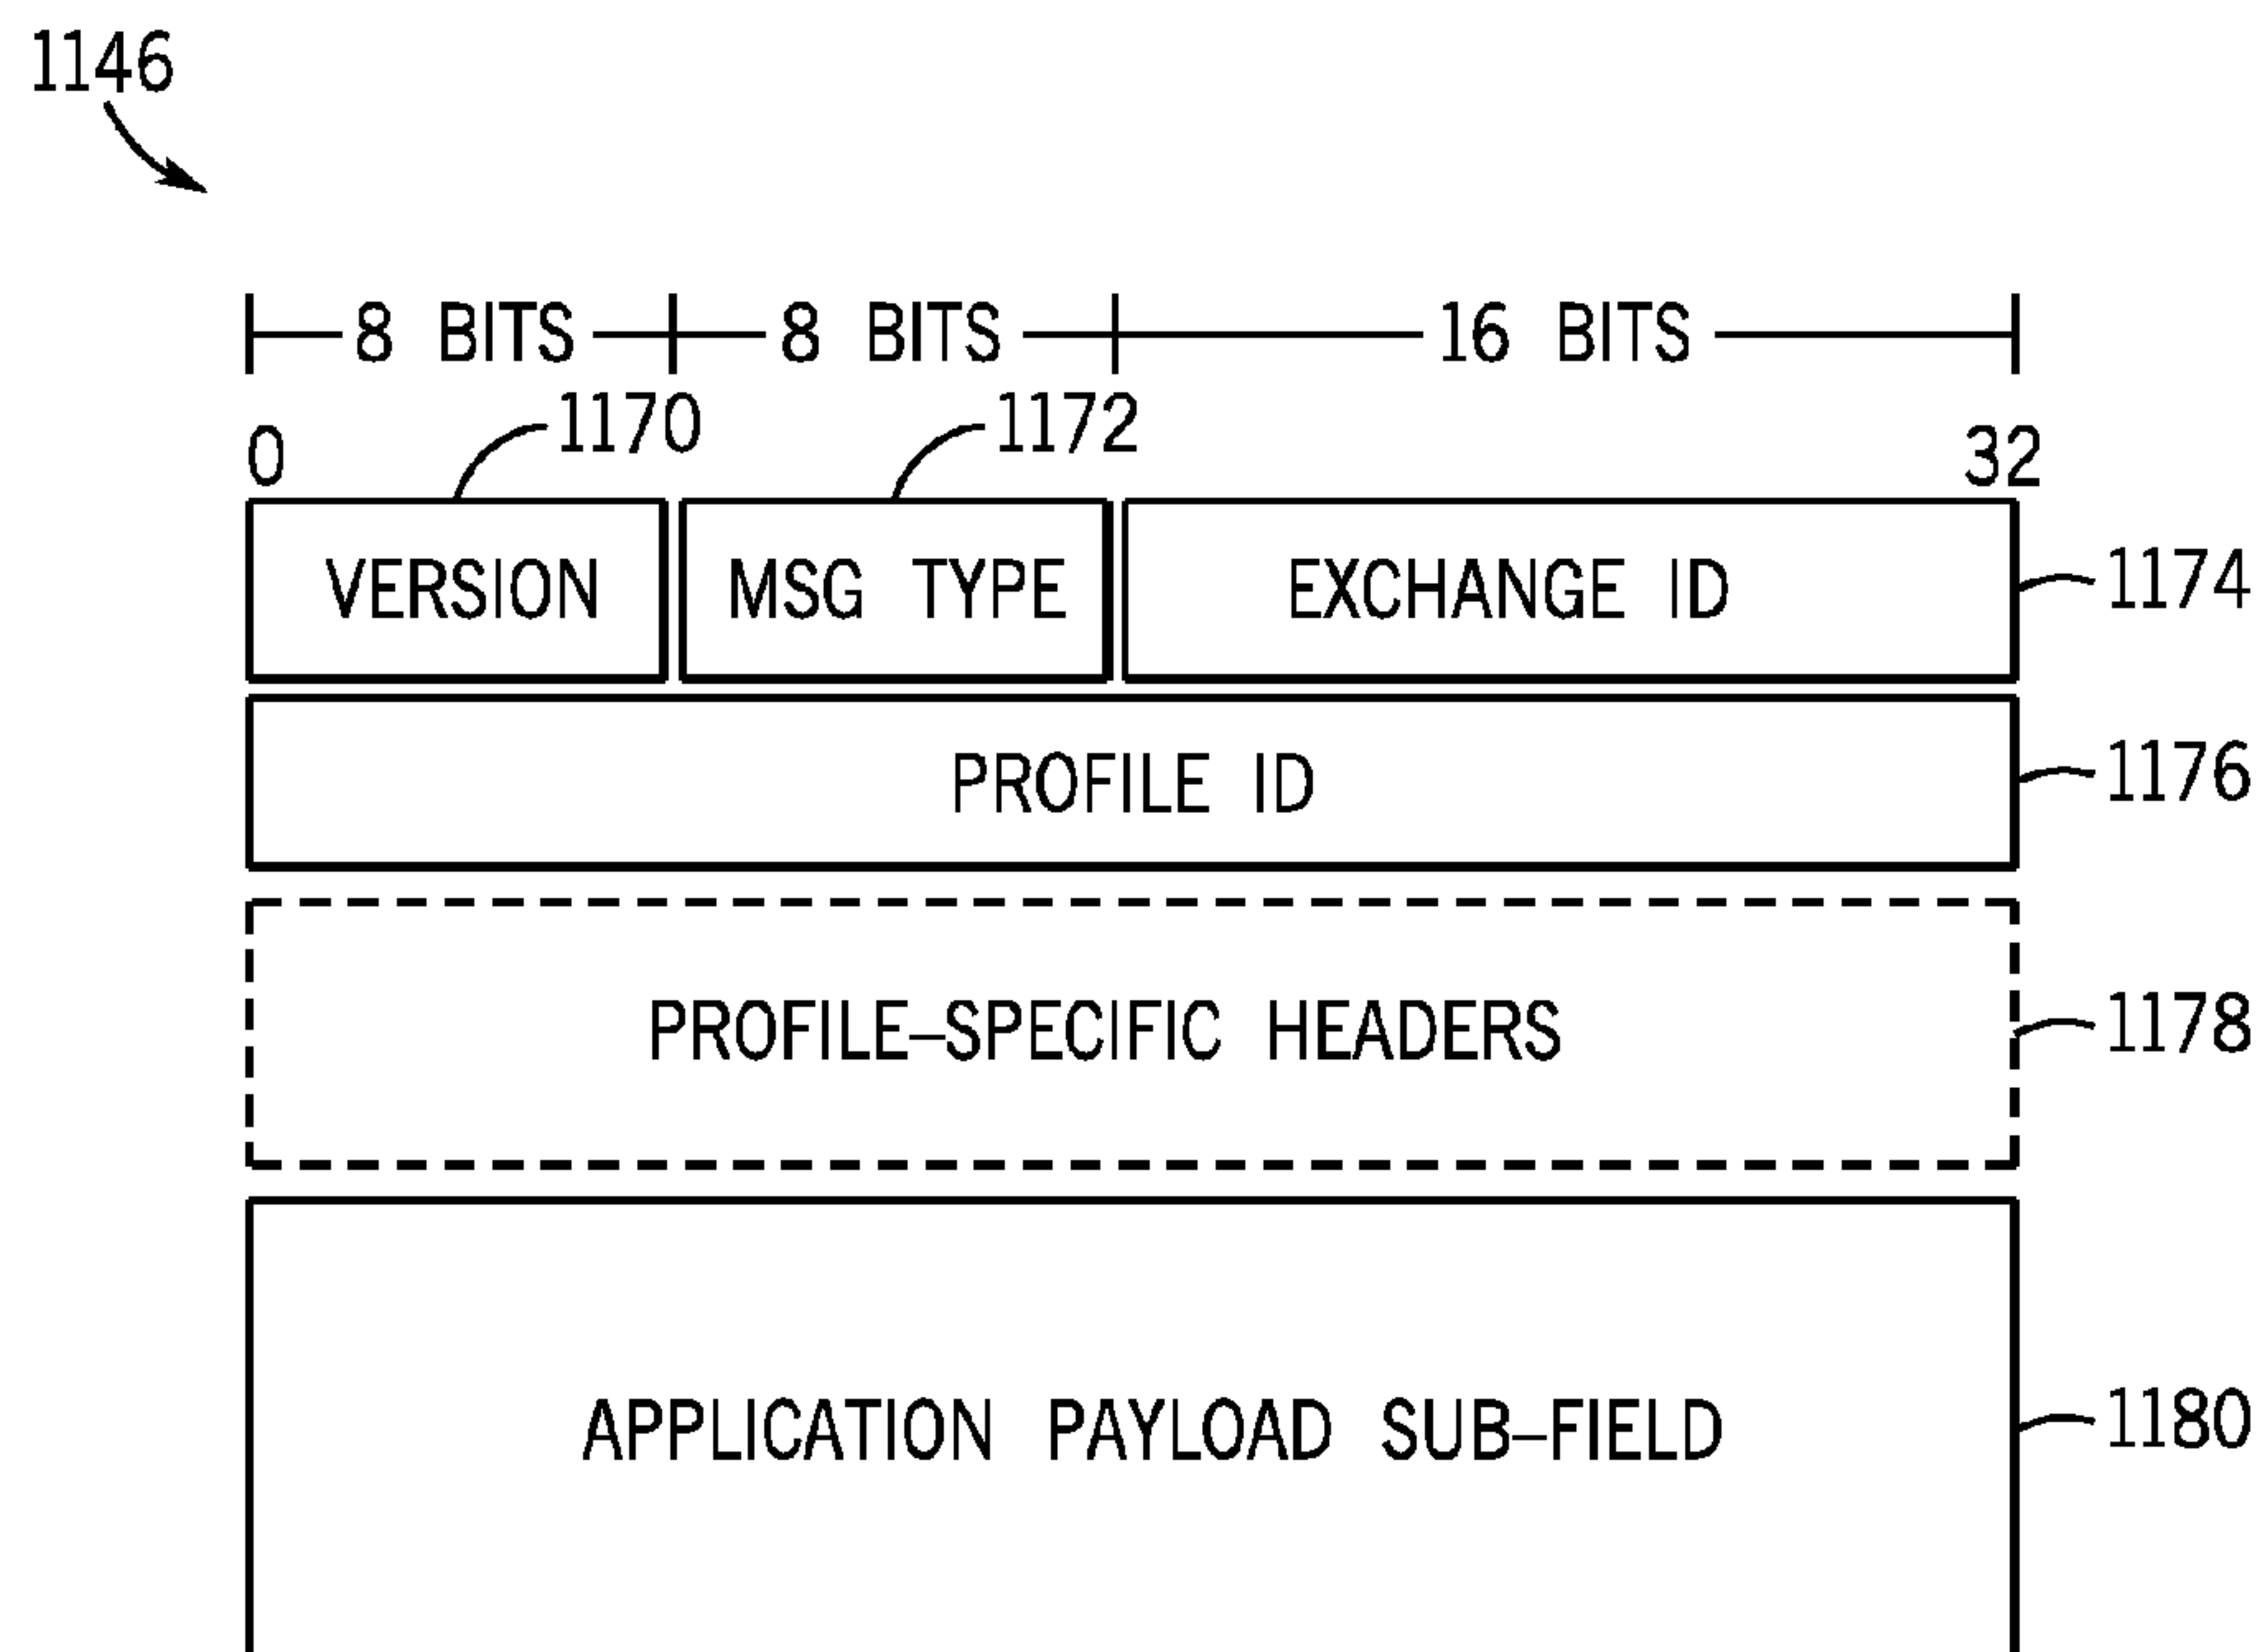 1146
8 BITS 8 BITS 16 BITS
1170 1172
0 32
VERSION MSG TYPE EXCHANGE ID 1174
PROFILE ID 1176
PROFILE–SPECIFIC HEADERS 1178
APPLICATION PAYLOAD SUB–FIELD 1180